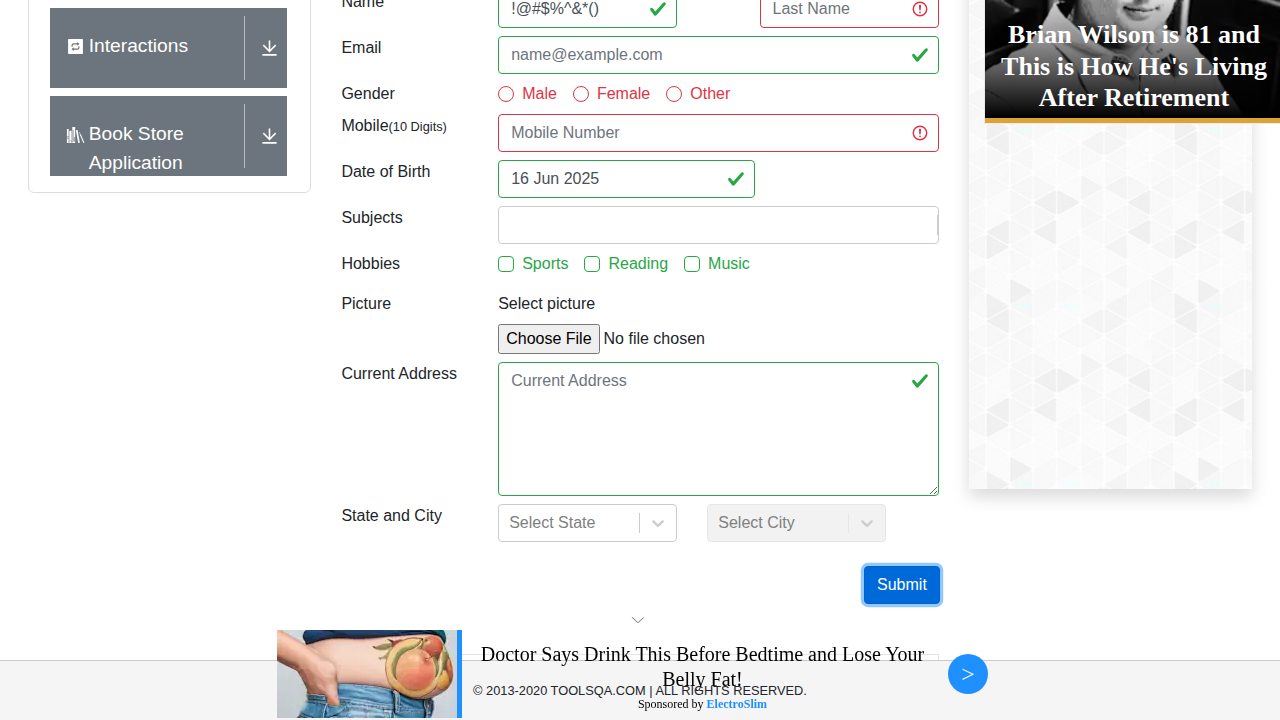 Interactions
Book Store
Application
Name
!@#$%^&*()
Last Name
Email
name@example.com
Gender
Male
Female
Other
Mobile(10 Digits)
Mobile Number
Date of Birth
16 Jun 2025
Subjects
Hobbies
Sports
Reading
Music
Picture
Select picture
Choose File No file chosen
Current Address
Current Address
State and City
Select State
Select City
Submit
Brian Wilson is 81 and
This is How He's Living
After Retirement
Doctor Says Drink This Before Bedtime and Lose Your
Belly Fat!
Sponsored by ElectroSlim
>
© 2013-2020 TOOLSQA.COM | ALL RIGHTS RESERVED.